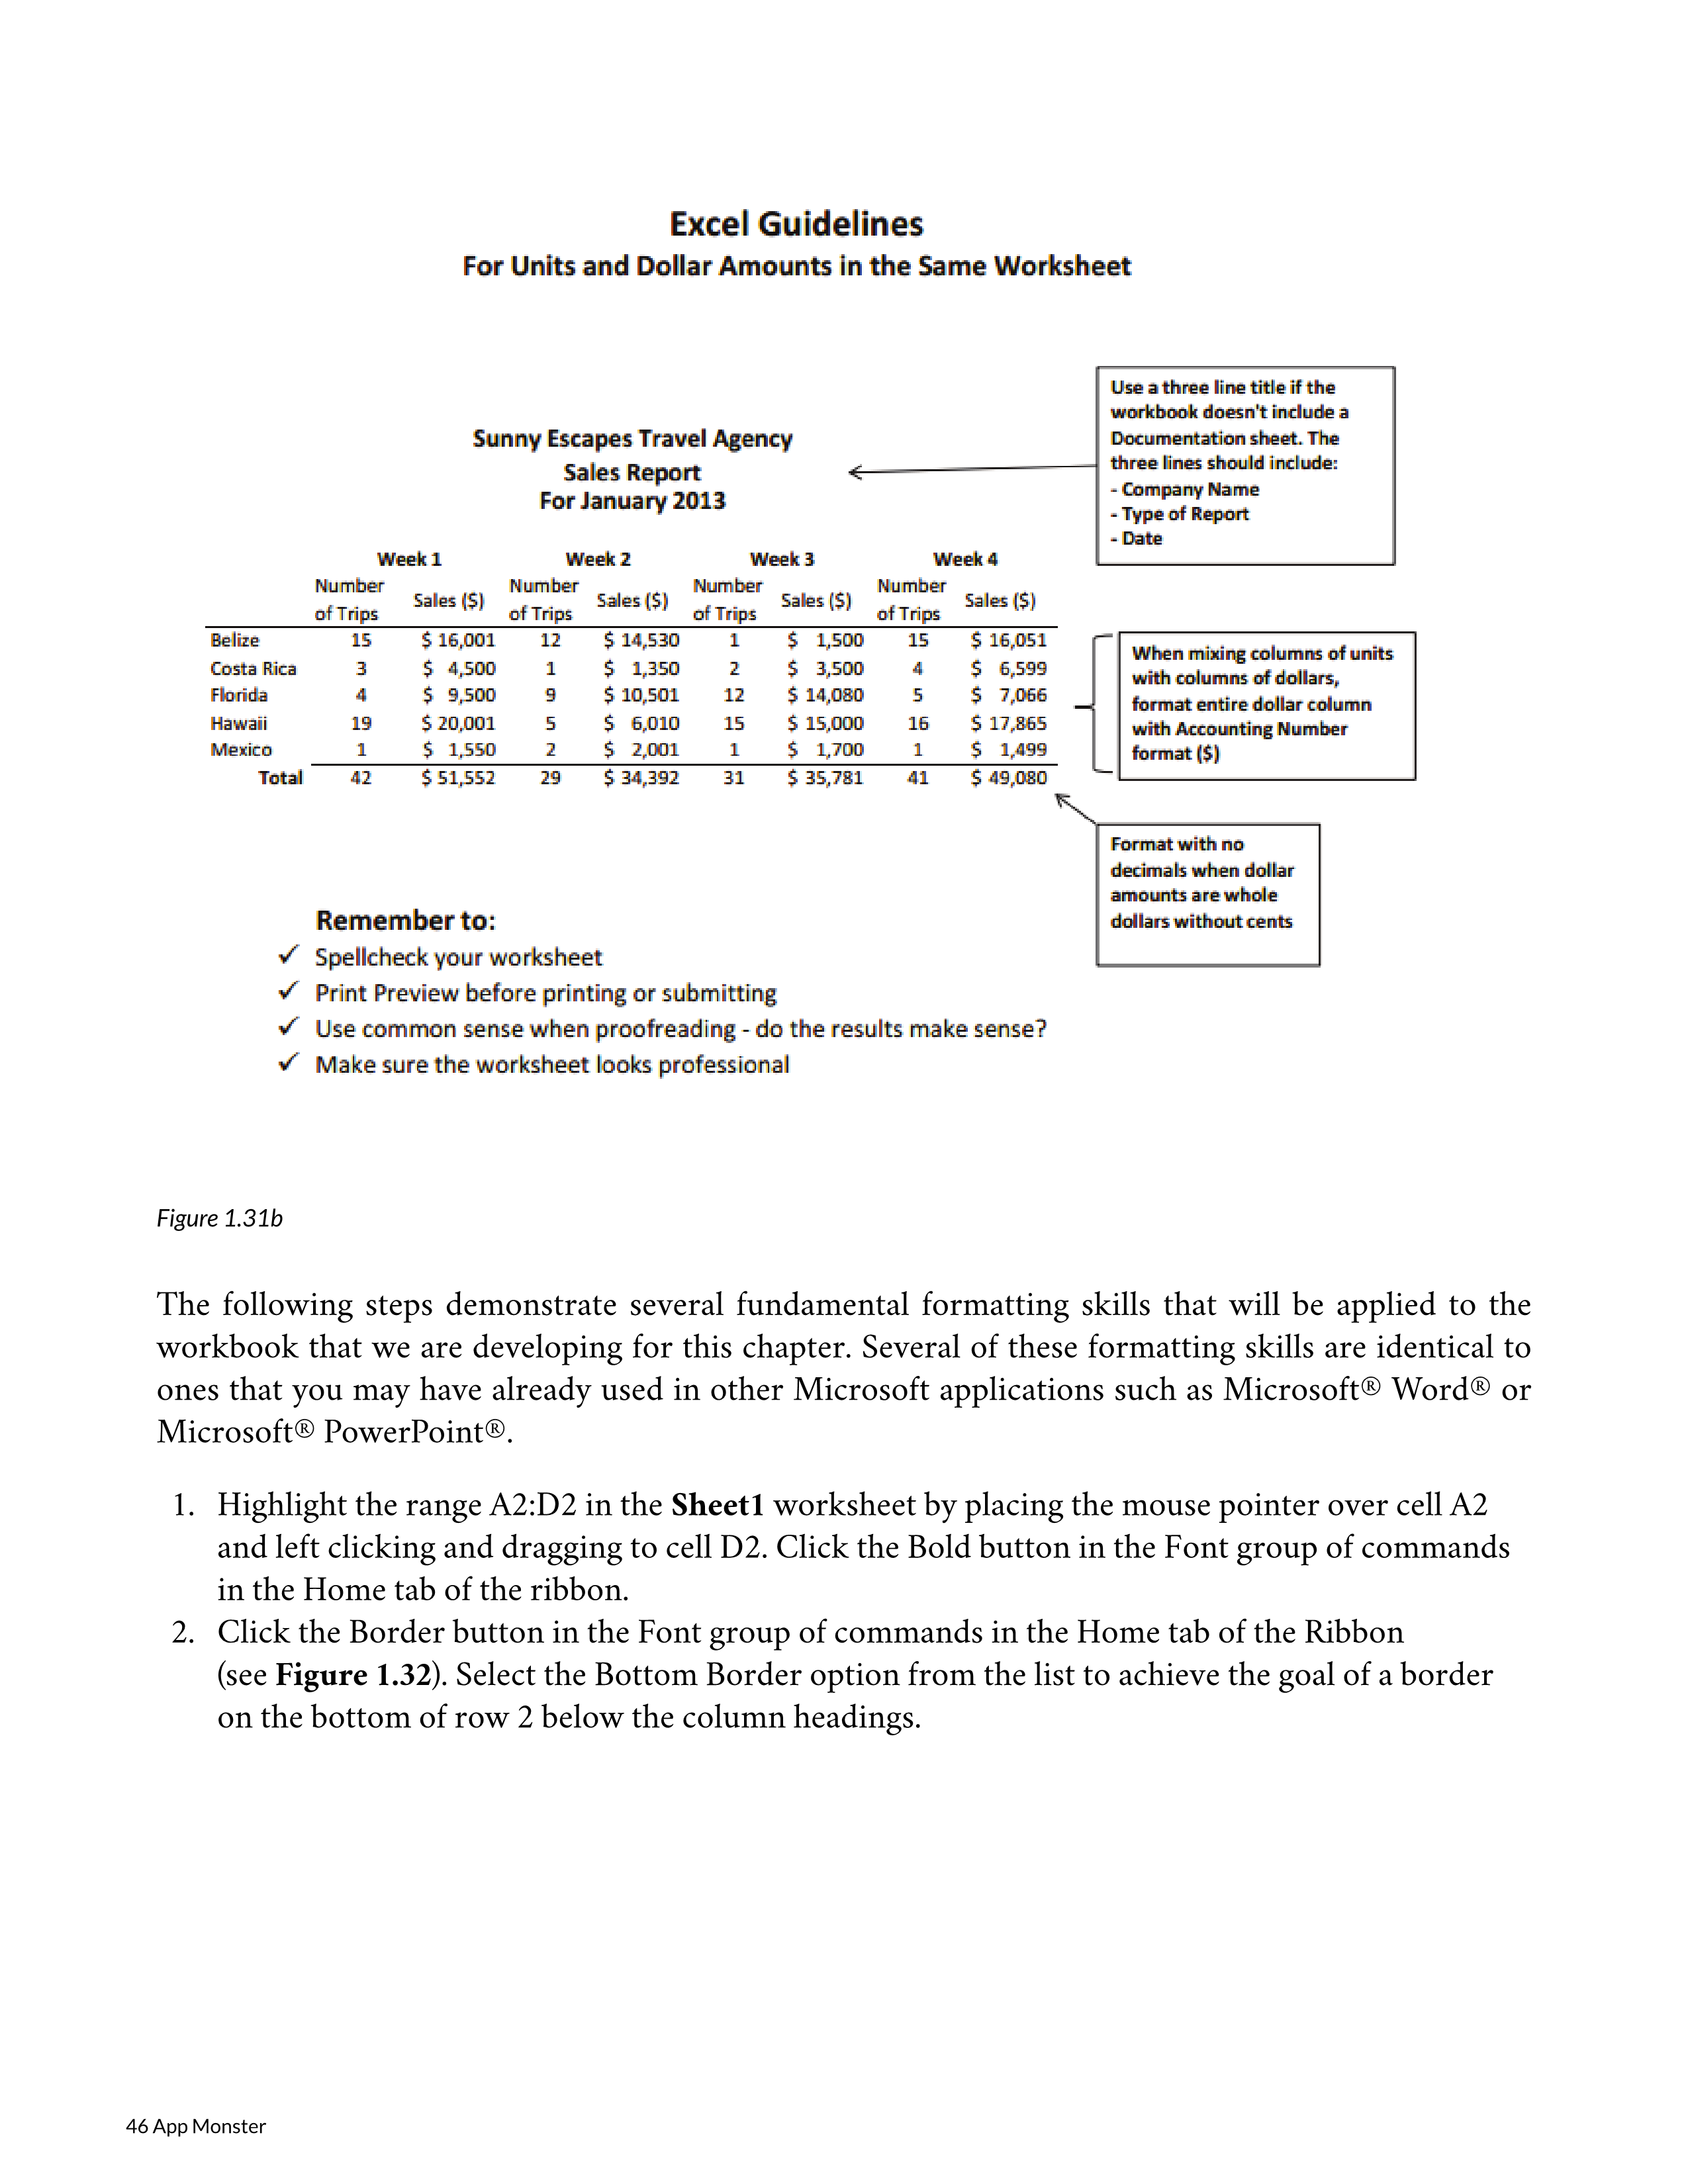 Excel Guidelines
For Units and Dollar Amounts in the Same Worksheet
Use a three line title if the
workbook doesn't include a
Documentation sheet. The
three lines should include:
- Company Name
- Type of Report
- Date
Sunny Escapes Travel Agency
Sales Report
For January 2013
Week 1 Week 2 Week 3 Week 4
Number of Trips Sales ($) Number of Trips Sales ($) Number of Trips Sales ($) Number of Trips Sales ($)
Belize 15 $ 16,001 12 $ 14,530 1 $ 1,500 15 $ 16,051
Costa Rica 3 $ 4,500 1 $ 1,350 2 $ 3,500 4 $ 6,599
Florida 4 $ 9,500 9 $ 10,501 12 $ 14,080 5 $ 7,066
Hawaii 19 $ 20,001 5 $ 6,010 15 $ 15,000 16 $ 17,865
Mexico 1 $ 1,550 2 $ 2,001 1 $ 1,700 1 $ 1,499
Total 42 $ 51,552 29 $ 34,392 31 $ 35,781 41 $ 49,080
When mixing columns of units
with columns of dollars,
format entire dollar column
with Accounting Number
format ($)
Format with no
decimals when dollar
amounts are whole
dollars without cents
Remember to:
✓ Spellcheck your worksheet
✓ Print Preview before printing or submitting
✓ Use common sense when proofreading - do the results make sense?
✓ Make sure the worksheet looks professional
Figure 1.31b
The following steps demonstrate several fundamental formatting skills that will be applied to the
workbook that we are developing for this chapter. Several of these formatting skills are identical to
ones that you may have already used in other Microsoft applications such as Microsoft® Word® or
Microsoft® PowerPoint®.
1. Highlight the range A2:D2 in the Sheet1 worksheet by placing the mouse pointer over cell A2
and left clicking and dragging to cell D2. Click the Bold button in the Font group of commands
in the Home tab of the ribbon.
2. Click the Border button in the Font group of commands in the Home tab of the Ribbon
(see Figure 1.32). Select the Bottom Border option from the list to achieve the goal of a border
on the bottom of row 2 below the column headings.
46 App Monster